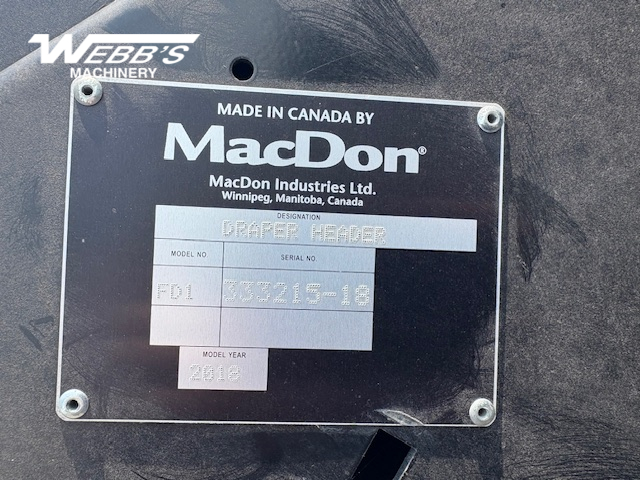 WEBB'S
MACHINERY
MADE IN CANADA BY
MacDon®
MacDon Industries Ltd.
Winnipeg, Manitoba, Canada
DESIGNATION
DRAPER HEADER
MODEL NO. SERIAL NO.
FD1 333215-18
MODEL YEAR
2018